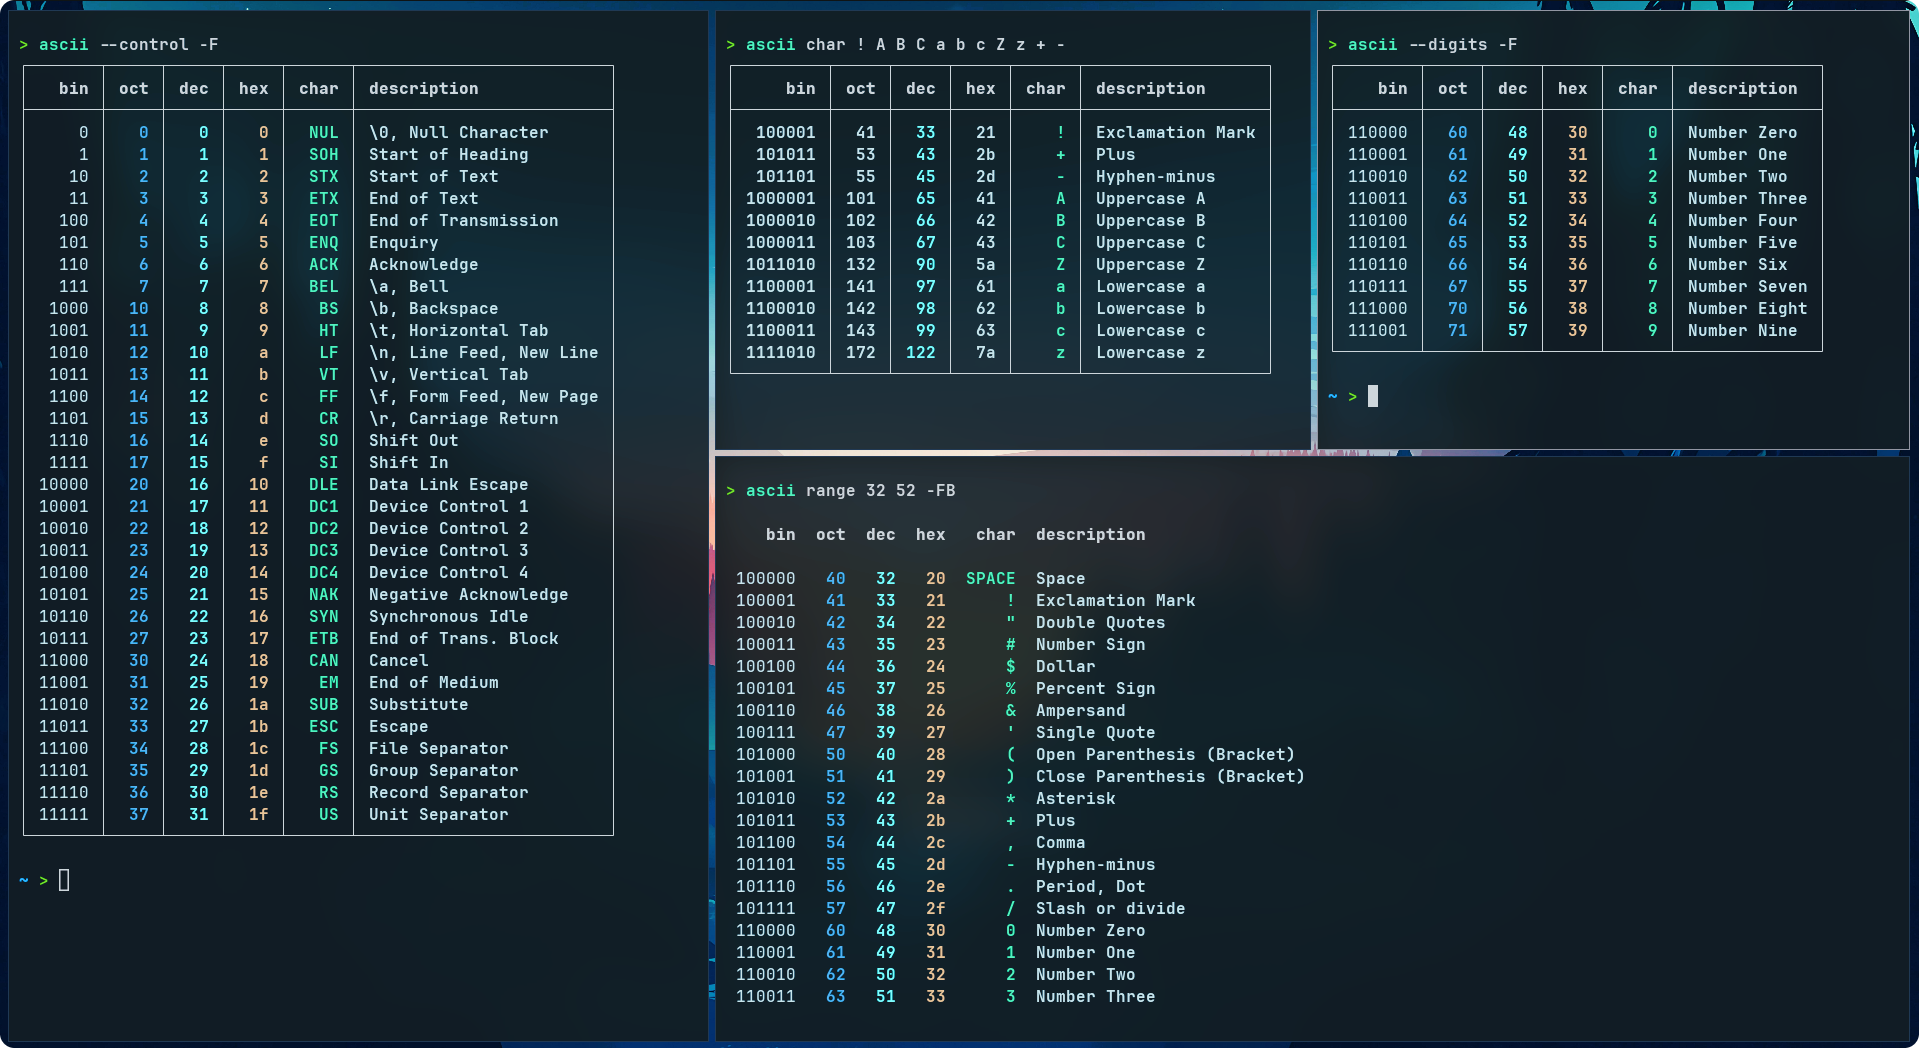 > ascii --control -F
bin oct dec hex char description
0 0 0 0 NUL \0, Null Character
1 1 1 1 SOH Start of Heading
10 2 2 2 STX Start of Text
11 3 3 3 ETX End of Text
100 4 4 4 EOT End of Transmission
101 5 5 5 ENQ Enquiry
110 6 6 6 ACK Acknowledge
111 7 7 7 BEL \a, Bell
1000 10 8 8 BS \b, Backspace
1001 11 9 9 HT \t, Horizontal Tab
1010 12 10 a LF \n, Line Feed, New Line
1011 13 11 b VT \v, Vertical Tab
1100 14 12 c FF \f, Form Feed, New Page
1101 15 13 d CR \r, Carriage Return
1110 16 14 e SO Shift Out
1111 17 15 f SI Shift In
10000 20 16 10 DLE Data Link Escape
10001 21 17 11 DC1 Device Control 1
10010 22 18 12 DC2 Device Control 2
10011 23 19 13 DC3 Device Control 3
10100 24 20 14 DC4 Device Control 4
10101 25 21 15 NAK Negative Acknowledge
10110 26 22 16 SYN Synchronous Idle
10111 27 23 17 ETB End of Trans. Block
11000 30 24 18 CAN Cancel
11001 31 25 19 EM End of Medium
11010 32 26 1a SUB Substitute
11011 33 27 1b ESC Escape
11100 34 28 1c FS File Separator
11101 35 29 1d GS Group Separator
11110 36 30 1e RS Record Separator
11111 37 31 1f US Unit Separator
~ >
> ascii char ! A B C a b c Z z + -
bin oct dec hex char description
100001 41 33 21 ! Exclamation Mark
101011 53 43 2b + Plus
101101 55 45 2d - Hyphen-minus
1000001 101 65 41 A Uppercase A
1000010 102 66 42 B Uppercase B
1000011 103 67 43 C Uppercase C
1011010 132 90 5a Z Uppercase Z
1100001 141 97 61 a Lowercase a
1100010 142 98 62 b Lowercase b
1100011 143 99 63 c Lowercase c
1111010 172 122 7a z Lowercase z
> ascii --digits -F
bin oct dec hex char description
110000 60 48 30 0 Number Zero
110001 61 49 31 1 Number One
110010 62 50 32 2 Number Two
110011 63 51 33 3 Number Three
110100 64 52 34 4 Number Four
110101 65 53 35 5 Number Five
110110 66 54 36 6 Number Six
110111 67 55 37 7 Number Seven
111000 70 56 38 8 Number Eight
111001 71 57 39 9 Number Nine
~ >
> ascii range 32 52 -FB
bin oct dec hex char description
100000 40 32 20 SPACE Space
100001 41 33 21 ! Exclamation Mark
100010 42 34 22 " Double Quotes
100011 43 35 23 # Number Sign
100100 44 36 24 $ Dollar
100101 45 37 25 % Percent Sign
100110 46 38 26 & Ampersand
100111 47 39 27 ' Single Quote
101000 50 40 28 ( Open Parenthesis (Bracket)
101001 51 41 29 ) Close Parenthesis (Bracket)
101010 52 42 2a * Asterisk
101011 53 43 2b + Plus
101100 54 44 2c , Comma
101101 55 45 2d - Hyphen-minus
101110 56 46 2e . Period, Dot
101111 57 47 2f / Slash or divide
110000 60 48 30 0 Number Zero
110001 61 49 31 1 Number One
110010 62 50 32 2 Number Two
110011 63 51 33 3 Number Three